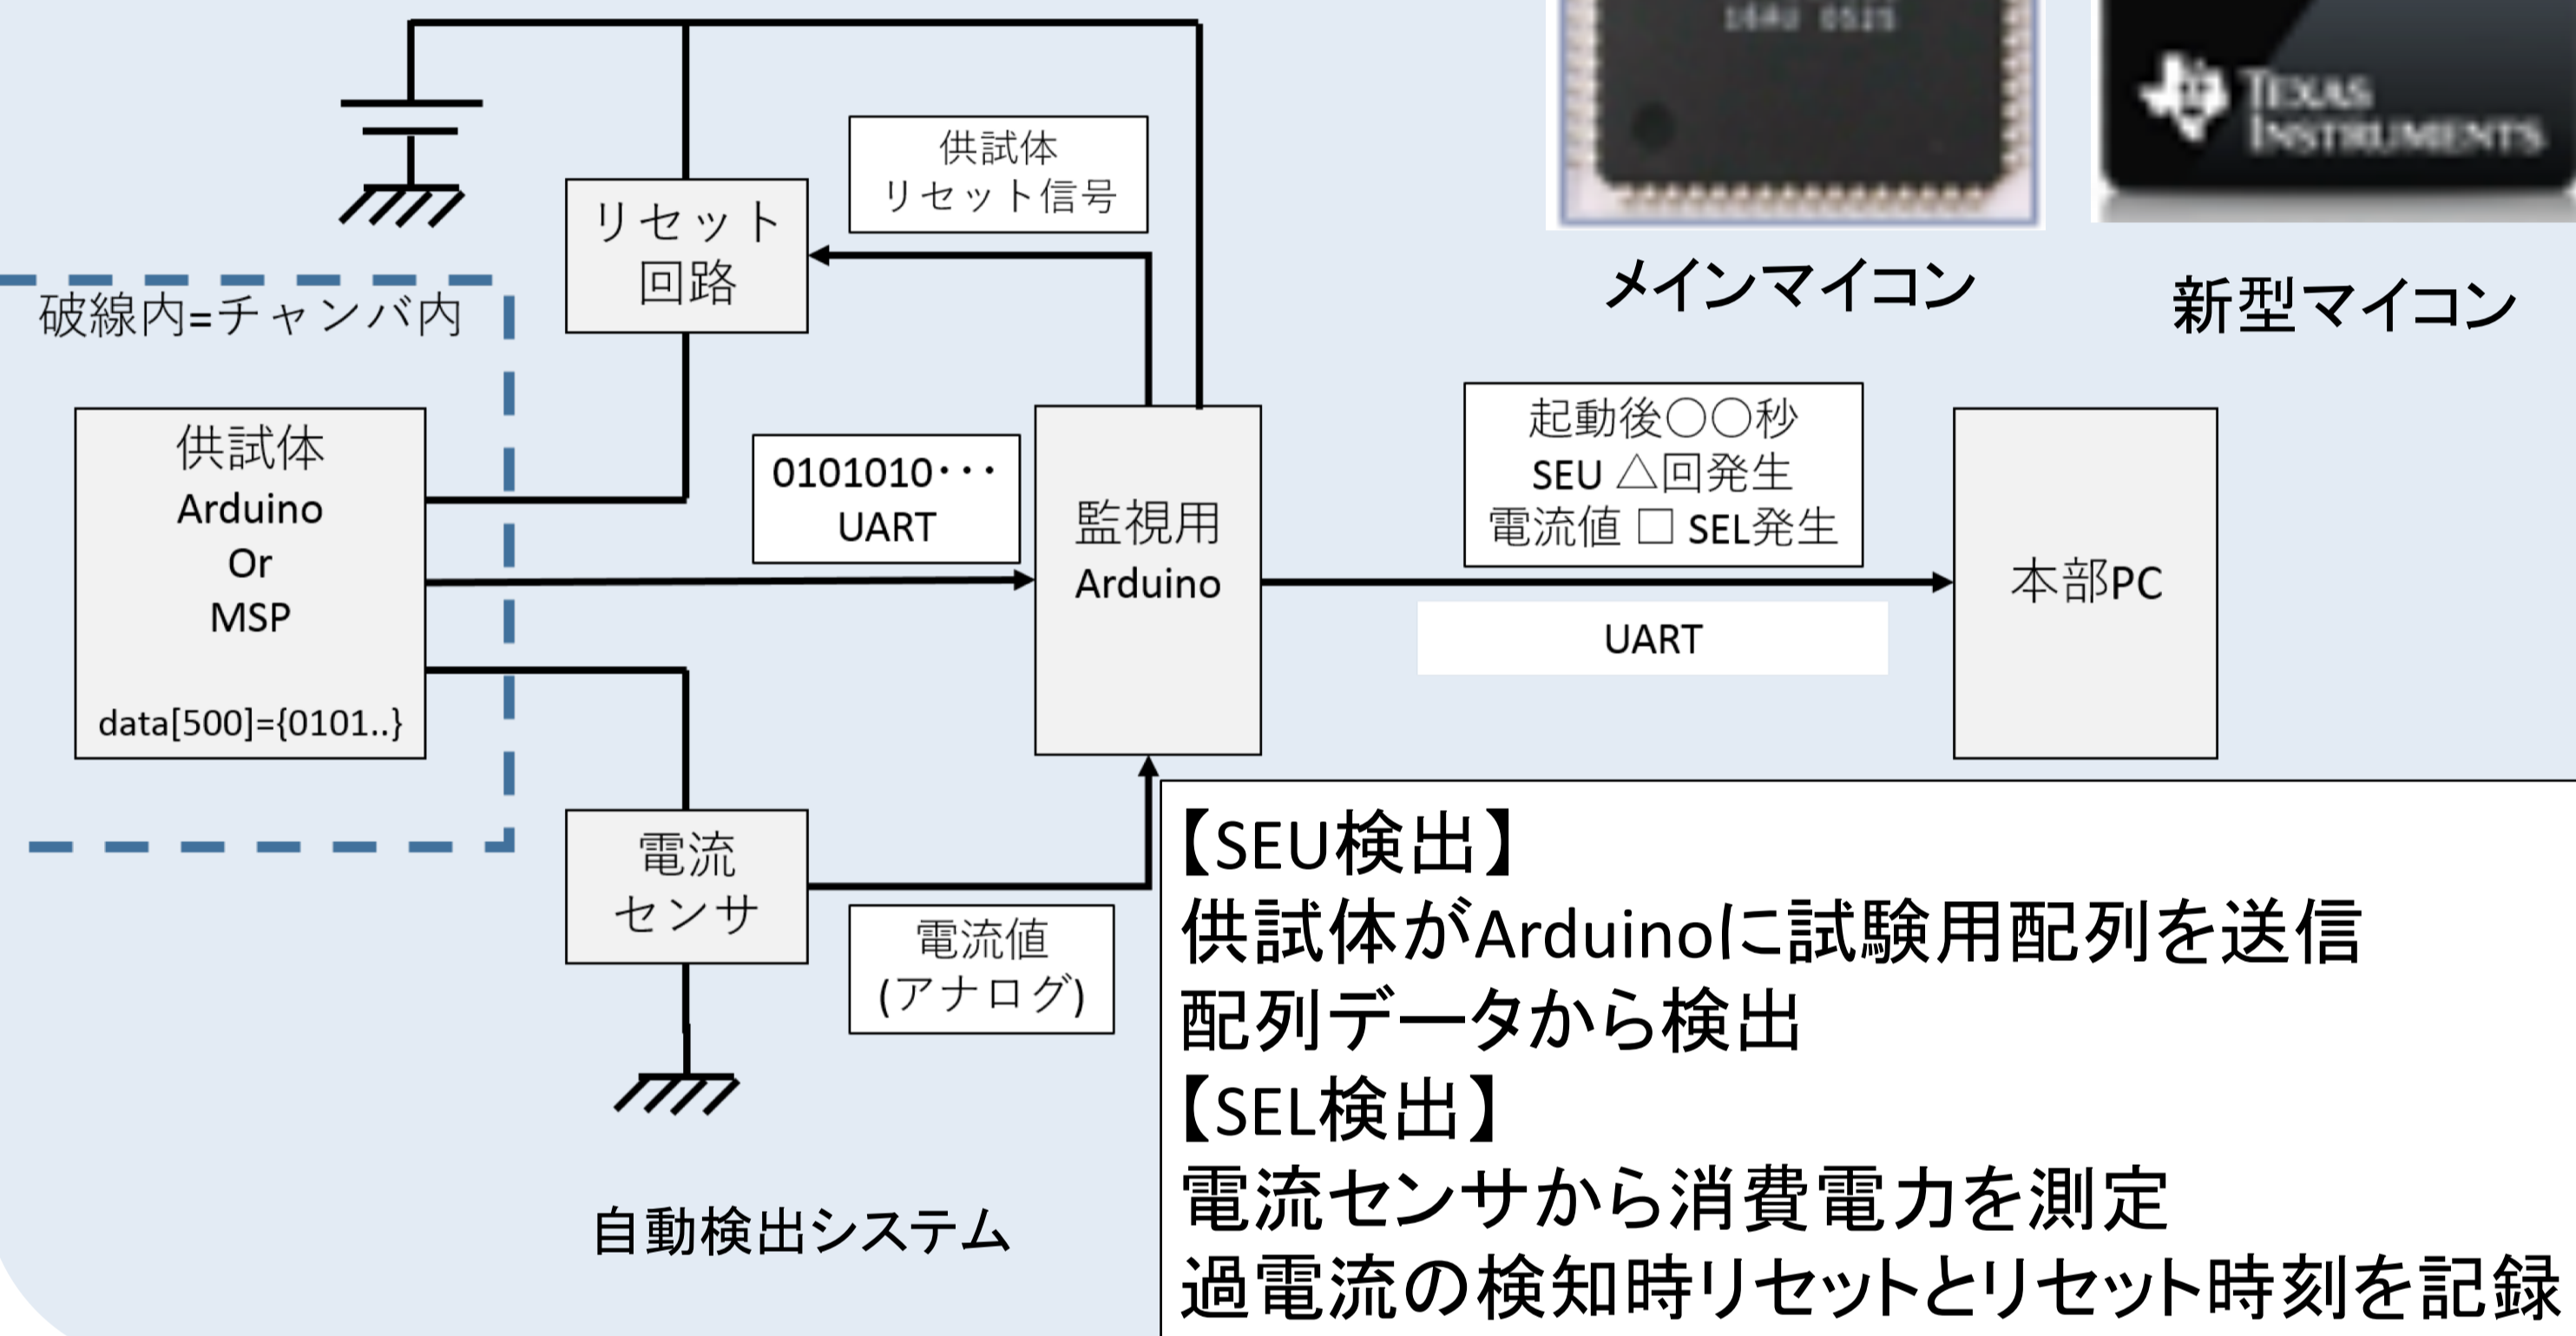 16AU 0525
TEXAS
INSTRUMENTS
メインマイコン
新型マイコン
供試体
リセット信号
リセット
回路
破線内=チャンバ内
供試体
Arduino
Or
MSP
data[500]={0101..}
0101010･･･
UART
監視用
Arduino
起動後○○秒
SEU △回発生
電流値 □ SEL発生
UART
本部PC
電流
センサ
電流値
(アナログ)
自動検出システム
【SEU検出】
供試体がArduinoに試験用配列を送信
配列データから検出
【SEL検出】
電流センサから消費電力を測定
過電流の検知時リセットとリセット時刻を記録